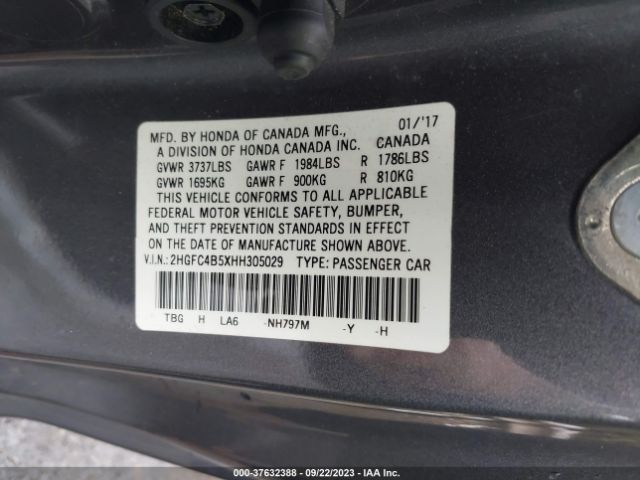 MFD. BY HONDA OF CANADA MFG., 01/'17
A DIVISION OF HONDA CANADA INC. CANADA
GVWR 3737LBS GAWR F 1984LBS R 1786LBS
GVWR 1695KG GAWR F 900KG R 810KG
THIS VEHICLE CONFORMS TO ALL APPLICABLE
FEDERAL MOTOR VEHICLE SAFETY, BUMPER,
AND THEFT PREVENTION STANDARDS IN EFFECT
ON THE DATE OF MANUFACTURE SHOWN ABOVE.
V.I.N.: 2HGFC4B5XHH305029 TYPE: PASSENGER CAR
TBG H LA6 -NH797M -Y -H
000-37632388 - 09/22/2023 - IAA Inc.